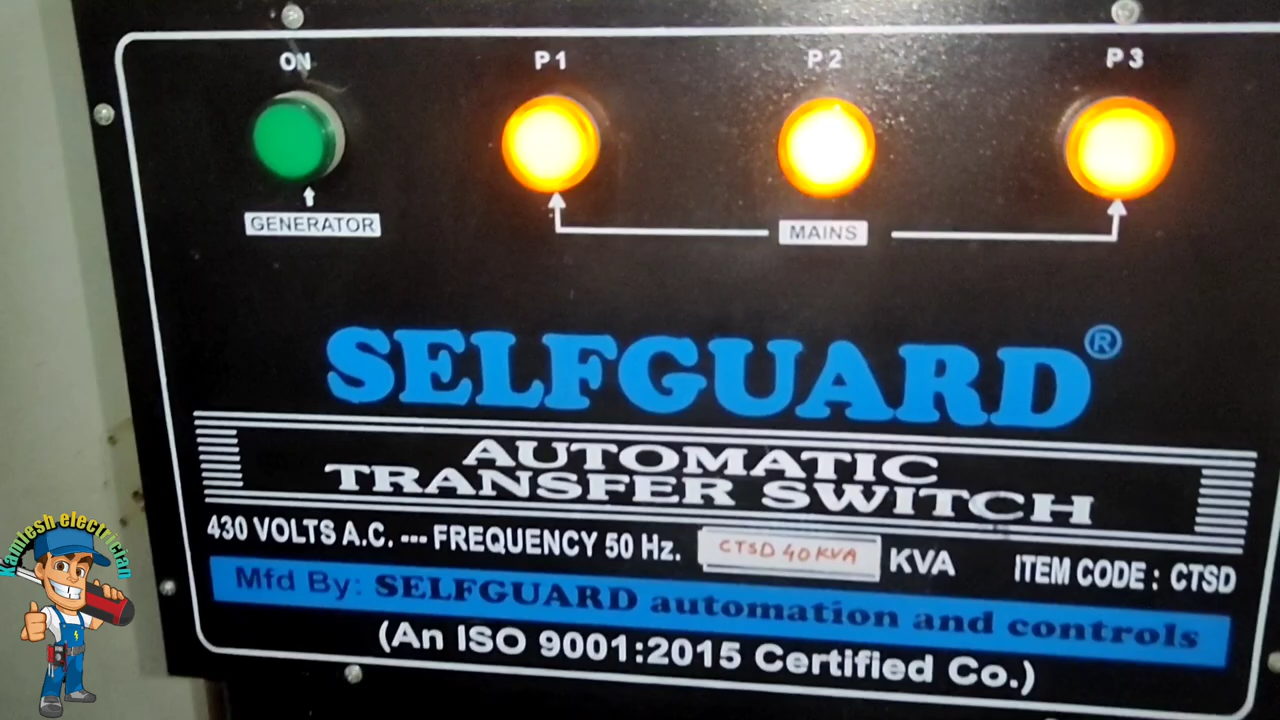 ON P1 P2 P3
GENERATOR MAINS
SELFGUARD®
AUTOMATIC
TRANSFER SWITCH
430 VOLTS A.C. --- FREQUENCY 50 Hz. CTSD 40 KVA KVA ITEM CODE : CTSD
Mfd By: SELFGUARD automation and controls
(An ISO 9001:2015 Certified Co.)
Kamlesh electrician